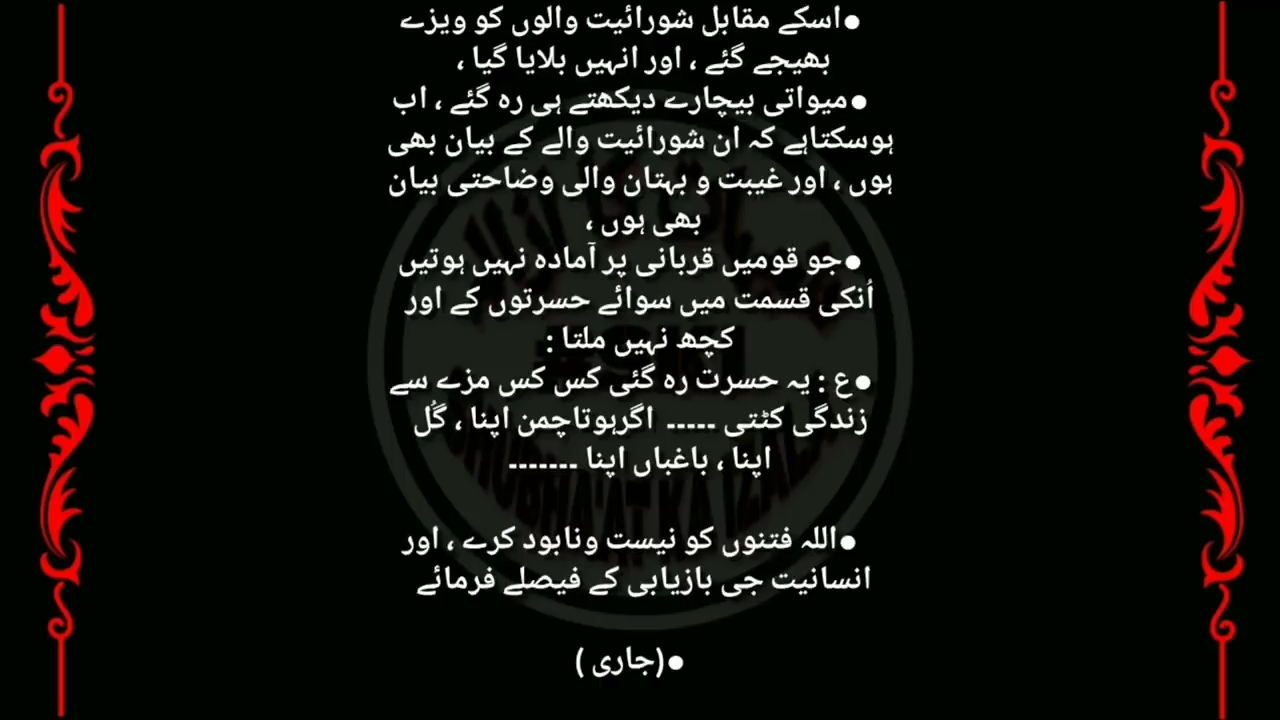 ●اسکے مقابل شورائیت والوں کو ویزے
بھیجے گئے ، اور انہیں بلایا گیا ،
●میواتی بیچارے دیکھتے ہی رہ گئے ، اب
ہوسکتاہے کہ ان شورائیت والے کے بیان بھی
ہوں ، اور غیبت و بہتان والی وضاحتی بیان
بھی ہوں ،
●جو قومیں قربانی پر آمادہ نہیں ہوتیں
اُنکی قسمت میں سوائے حسرتوں کے اور
کچھ نہیں ملتا :
●ع : یہ حسرت رہ گئی کس کس مزے سے
زندگی کٹتی ----- اگرہوتاچمن اپنا ، گُل
اپنا ، باغباں اپنا -------
●اللہ فتنوں کو نیست ونابود کرے ، اور
انسانیت جی بازیابی کے فیصلے فرمائے
●(جاری )
SHUBHA'AT KA IZALA